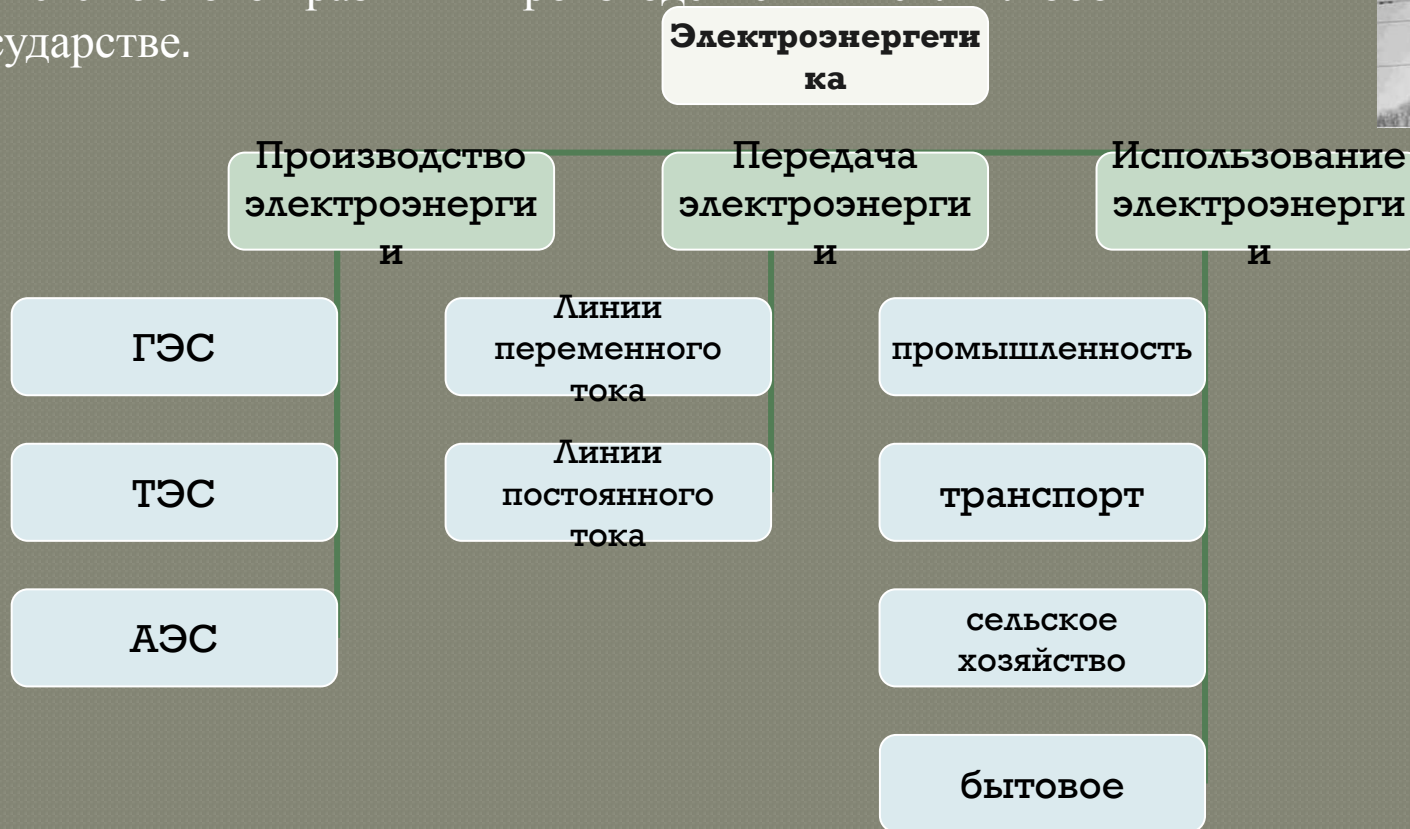 сударстве.
Электроэнергети
ка
Производство
электроэнерги
и
Передача
электроэнерги
и
Использование
электроэнерги
и
ГЭС
ТЭС
АЭС
Линии
переменного
тока
Линии
постоянного
тока
промышленность
транспорт
сельское
хозяйство
бытовое